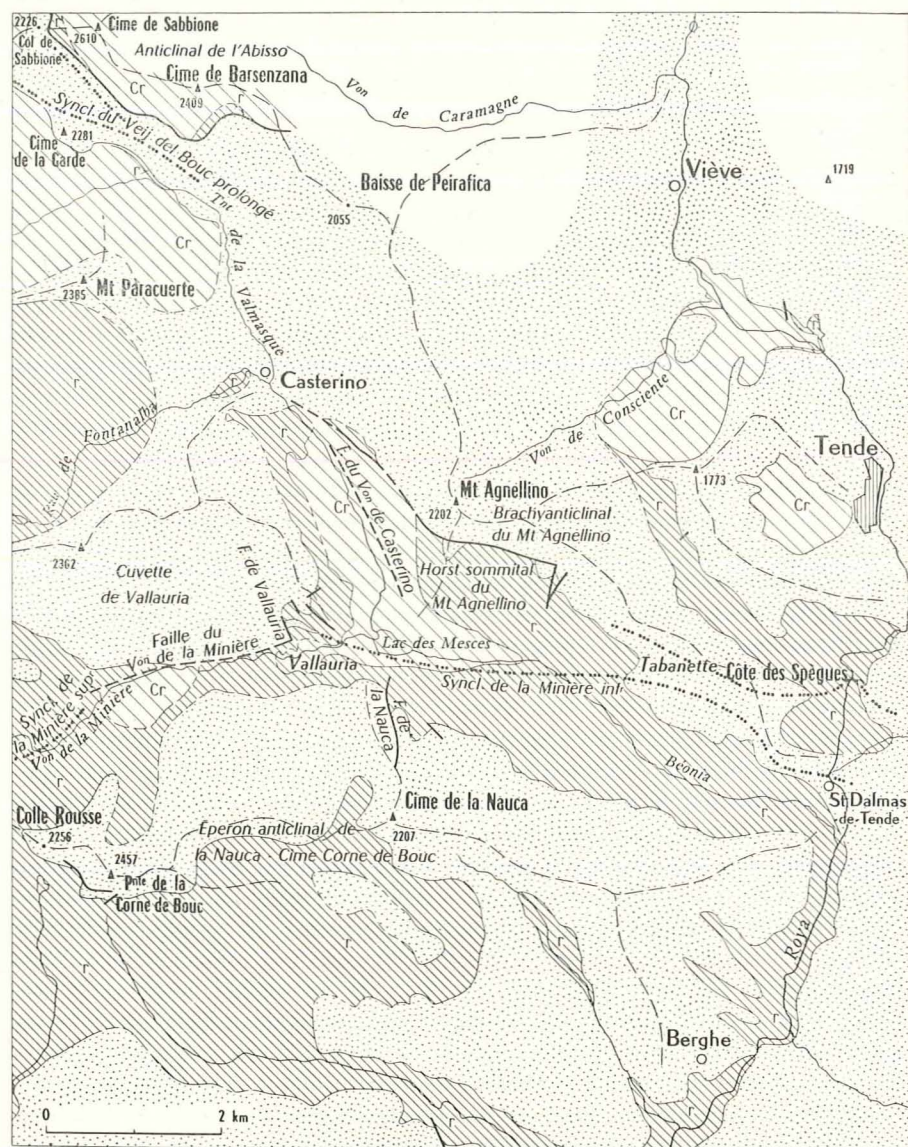 2226
r
Cime de Sabbione
2610
Col de
Sabbione
Anticlinal de l'Abisso
Cr
Cime de Barsenzana
2409
r
Von de Caramagne
Syncl. du Veij del Bouc prolongé
2281
Cime
de la Garde
r
Baisse de Peirafica
2055
Viève
1719
Tnt de la Valmasque
Cr
Mt Paracuerte
2385
r
r
Casterino
r
Rau de Fontanalba
Von de Consciente
Cr
Tende
r
F. du Von de Casterino
Mt Agnellino
2202
1773
Cr
Cr
Brachyanticlinal
du Mt Agnellino
r
2362
Cuvette
de Vallauria
F. de Vallauria
Horst sommital
du
Mt Agnellino
r
r
Faille du
Von de la Minière
Lac des Mesces
Vallauria
Tabanette
Côte des Spègues
Syncl. de la Minière inf.
Syncl. de
la Minière sup.
Cr
Von de la Minière
F. de
la Nauca
r
r
Béonia
r
St Dalmas
-de-Tende
Colle Rousse
2256
Cime de la Nauca
2207
Eperon anticlinal de
la Nauca - Cime Corne de Bouc
2457
Pnte de la
Corne de Bouc
r
r
r
Roya
r
r
Berghe
r
r
0 2 km